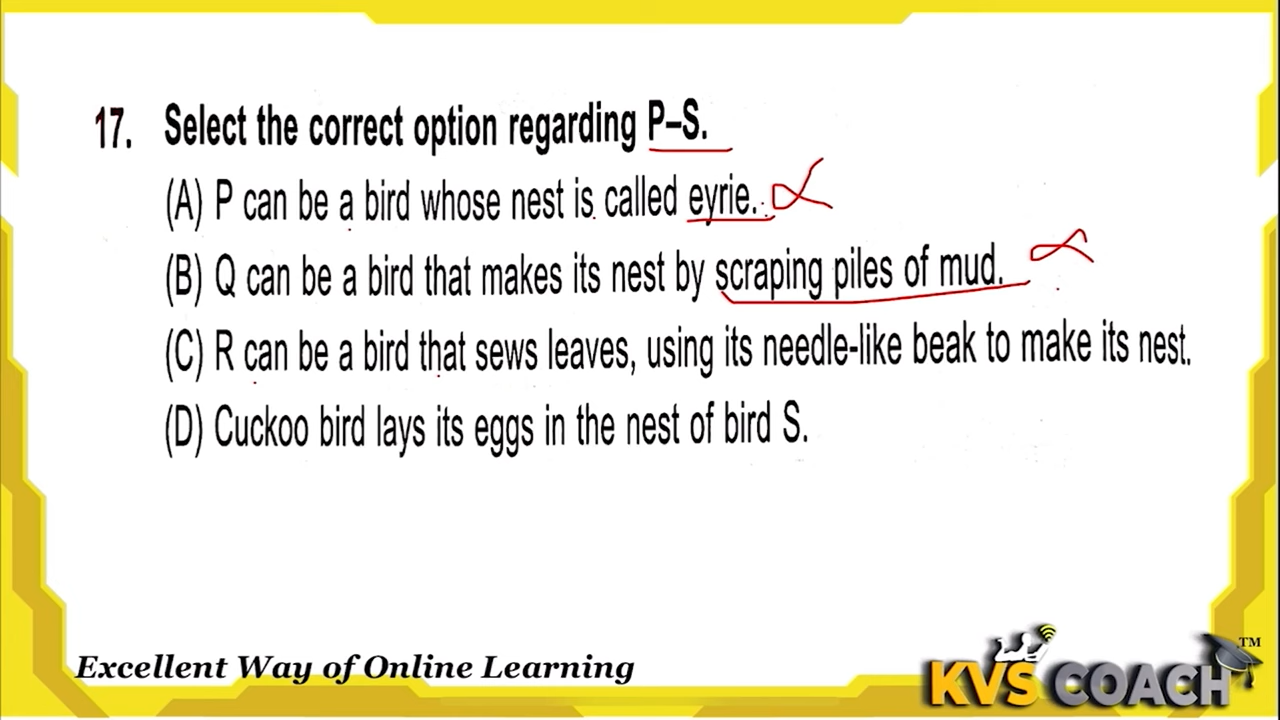 17. Select the correct option regarding P–S.
(A) P can be a bird whose nest is called eyrie.
(B) Q can be a bird that makes its nest by scraping piles of mud.
(C) R can be a bird that sews leaves, using its needle-like beak to make its nest.
(D) Cuckoo bird lays its eggs in the nest of bird S.
Excellent Way of Online Learning
KVS COACH TM